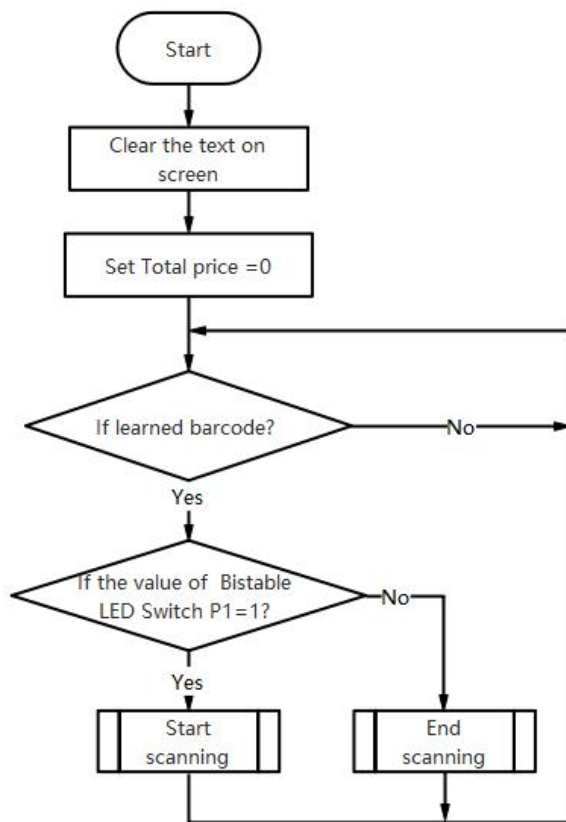 Start
Clear the text on
screen
Set Total price =0
If learned barcode?
No
Yes
If the value of  Bistable
LED Switch P1=1?
No
Yes
Start
scanning
End
scanning